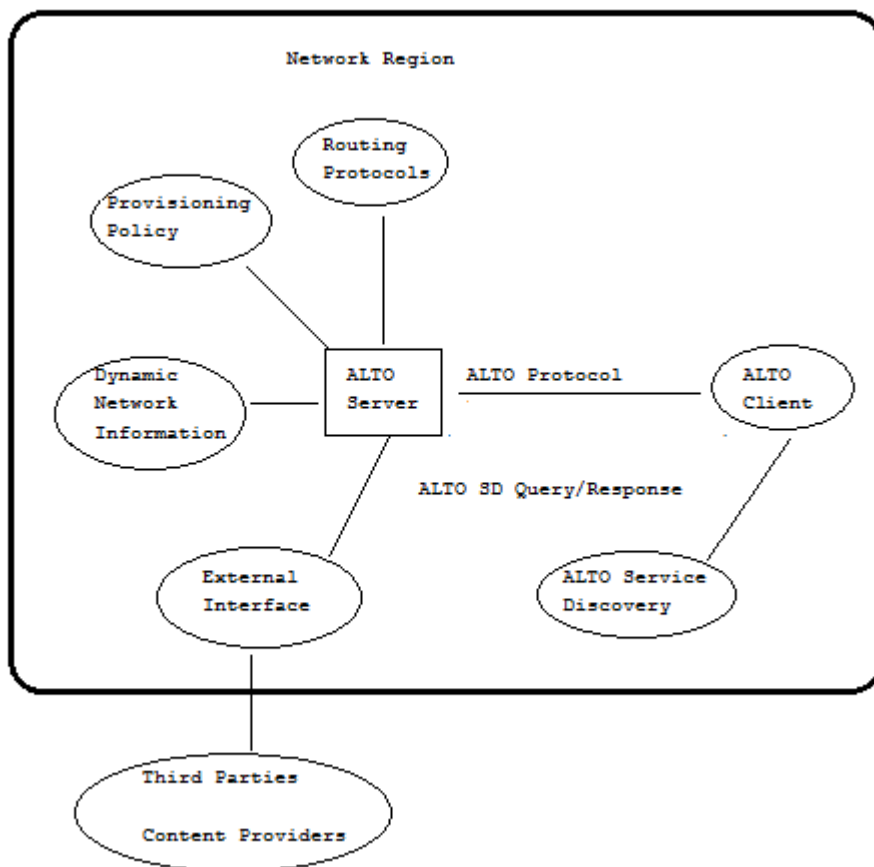 Network Region
Routing
Protocols
Provisioning
Policy
Dynamic
Network
Information
ALTO
Server
ALTO Protocol
ALTO
Client
ALTO SD Query/Response
External
Interface
ALTO Service
Discovery
Third Parties
Content Providers